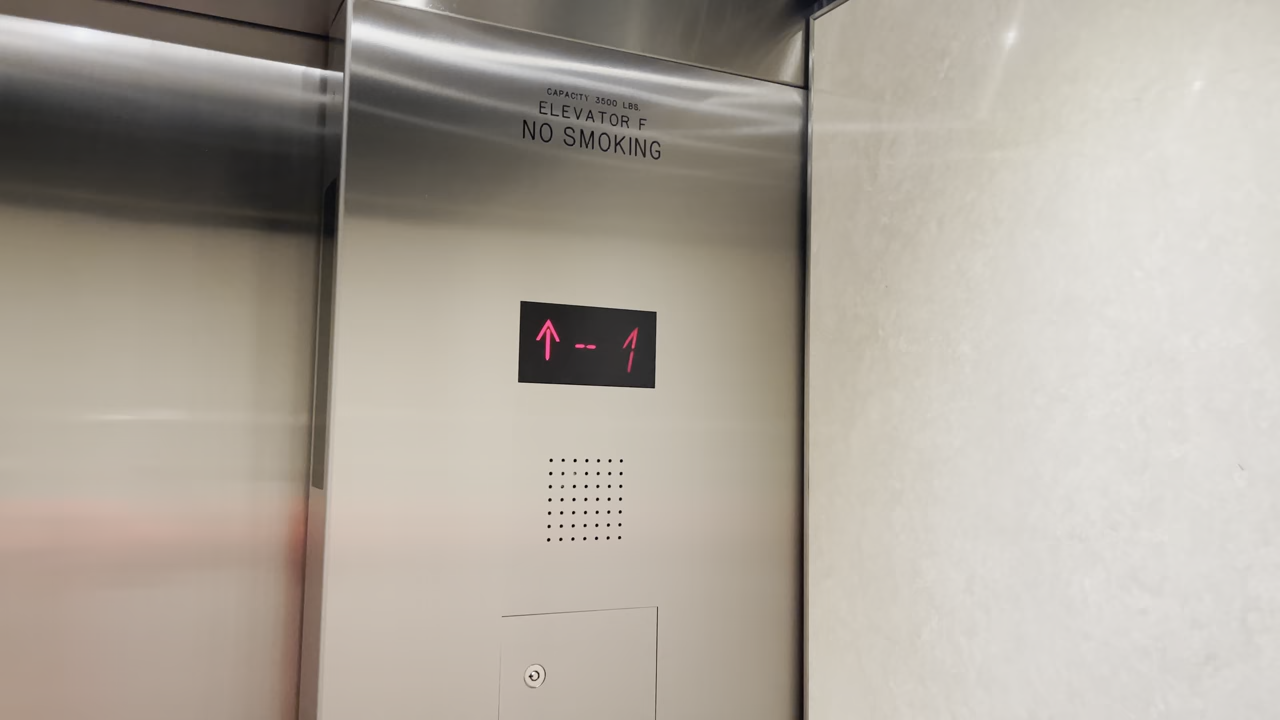 CAPACITY 3500 LBS.
ELEVATOR F
NO SMOKING
↑ -- 1